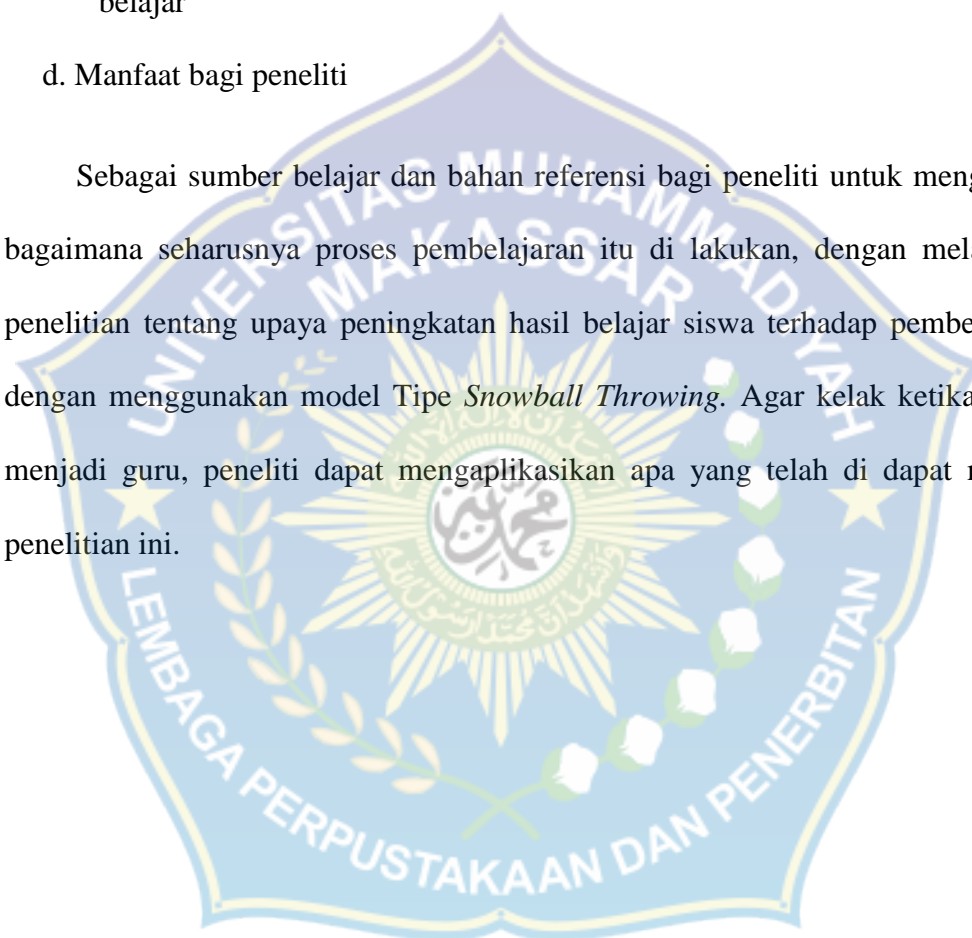 belajar
d. Manfaat bagi peneliti
Sebagai sumber belajar dan bahan referensi bagi peneliti untuk meng
bagaimana seharusnya proses pembelajaran itu di lakukan, dengan mela
penelitian tentang upaya peningkatan hasil belajar siswa terhadap pembe
dengan menggunakan model Tipe Snowball Throwing. Agar kelak ketika
menjadi guru, peneliti dapat mengaplikasikan apa yang telah di dapat
penelitian ini.
UNIVERSITAS MUHAMMADIYAH
MAKASSAR
LEMBAGA PERPUSTAKAAN DAN PENERBITAN